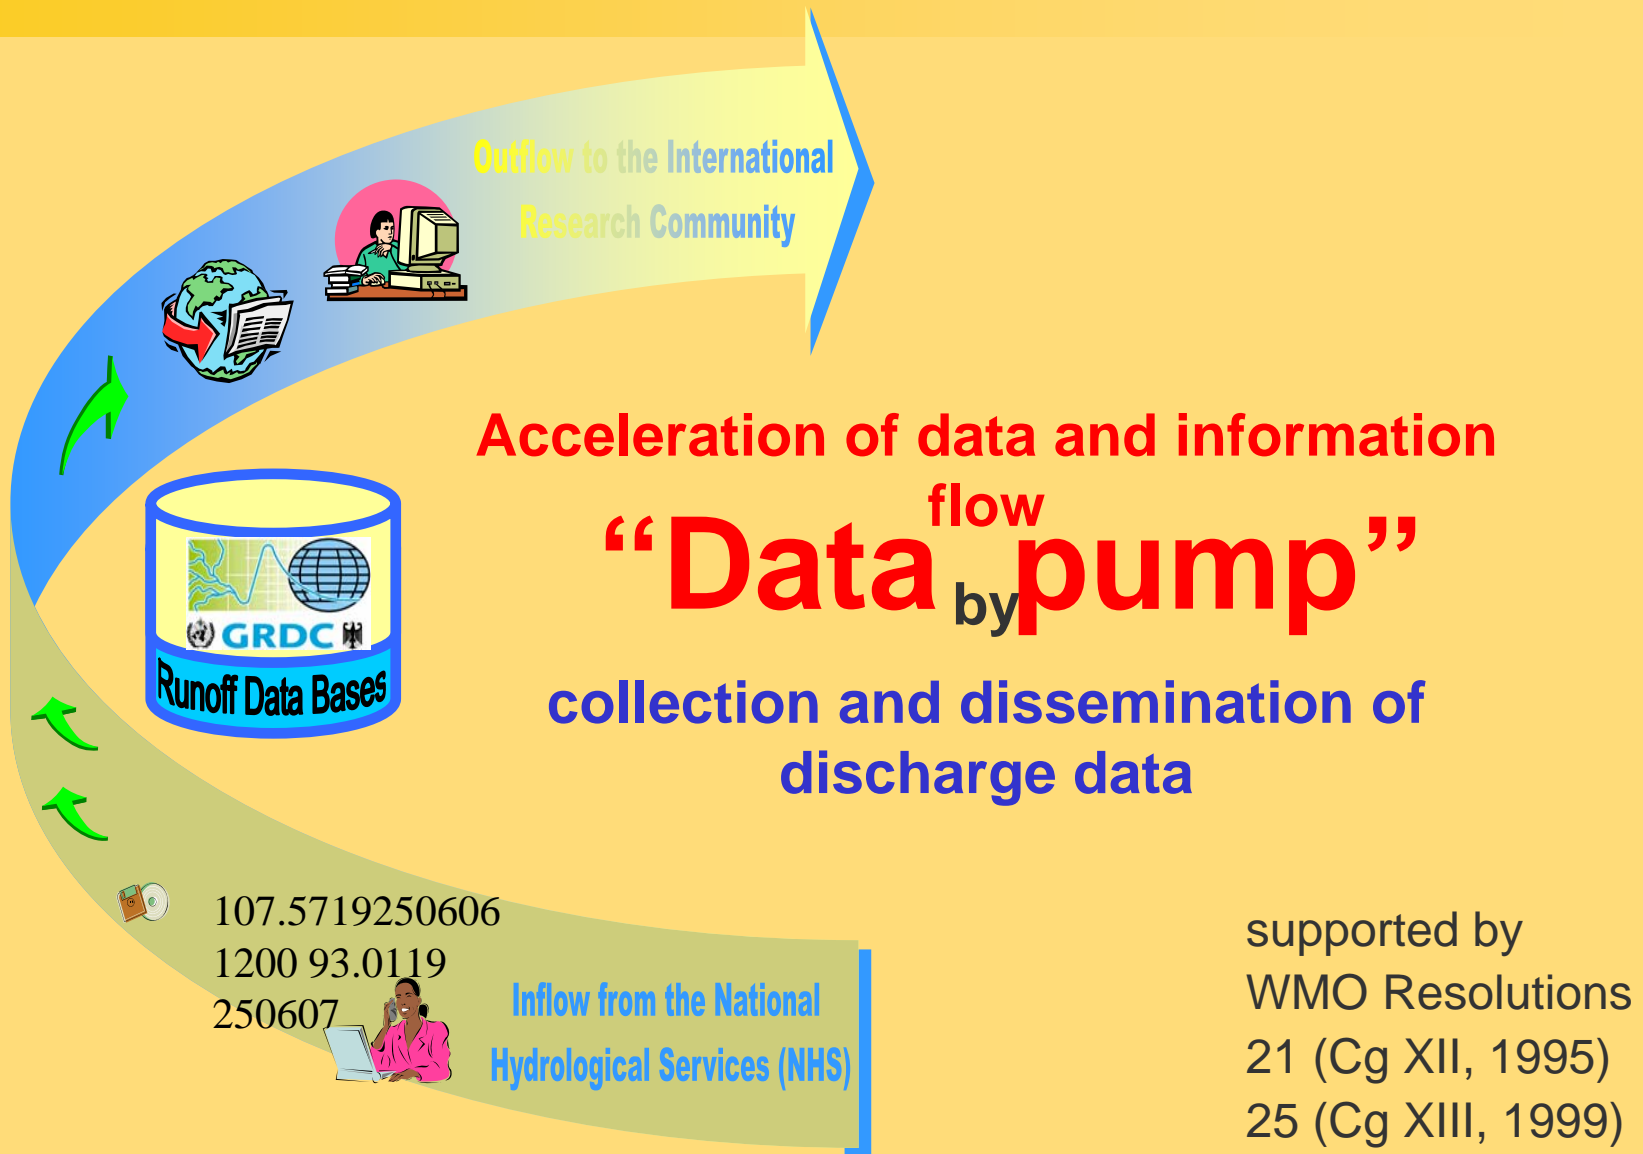 Outflow to the International
Research Community
Acceleration of data and information
flow
“Data pump”
by
collection and dissemination of
discharge data
GRDC
Runoff Data Bases
107.5719250606
1200 93.0119
250607
Inflow from the National
Hydrological Services (NHS)
supported by
WMO Resolutions
21 (Cg XII, 1995)
25 (Cg XIII, 1999)